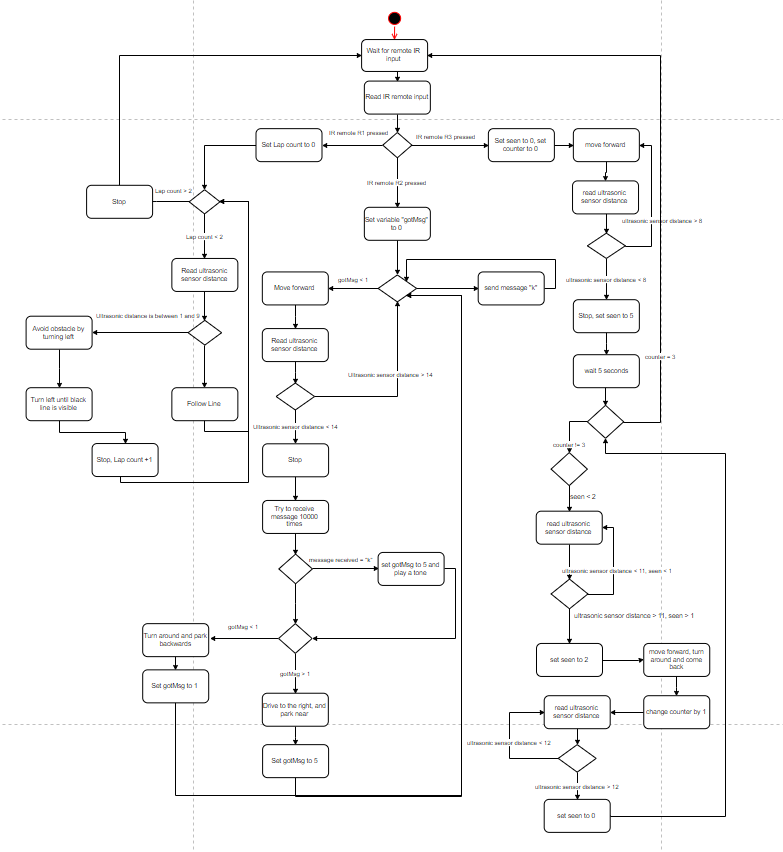 Wait for remote IR
input
Read IR remote input
IR remote R1 pressed
IR remote R3 pressed
Set Lap count to 0
Set seen to 0, set
counter to 0
move forward
IR remote R2 pressed
Stop
Lap count > 2
read ultrasonic
sensor distance
Set variable "gotMsg"
to 0
ultrasonic sensor distance > 8
Lap count < 2
Read ultrasonic
sensor distance
ultrasonic sensor distance < 8
Move forward
gotMsg < 1
send message "k"
Ultrasonic distance is between 1 and 9
Stop, set seen to 5
Avoid obstacle by
turning left
Read ultrasonic
sensor distance
counter = 3
wait 5 seconds
Ultrasonic sensor distance > 14
Turn left until black
line is visible
Follow Line
Ultrasonic sensor distance < 14
counter != 3
Stop, Lap count +1
Stop
seen < 2
Try to receive
message 10000
times
read ultrasonic
sensor distance
message received = "k"
set gotMsg to 5 and
play a tone
ultrasonic sensor distance < 11, seen < 1
ultrasonic sensor distance > 11, seen > 1
gotMsg < 1
Turn around and park
backwards
set seen to 2
move forward, turn
around and come
back
gotMsg > 1
Set gotMsg to 1
Drive to the right, and
park near
read ultrasonic
sensor distance
change counter by 1
ultrasonic sensor distance < 12
Set gotMsg to 5
ultrasonic sensor distance > 12
set seen to 0